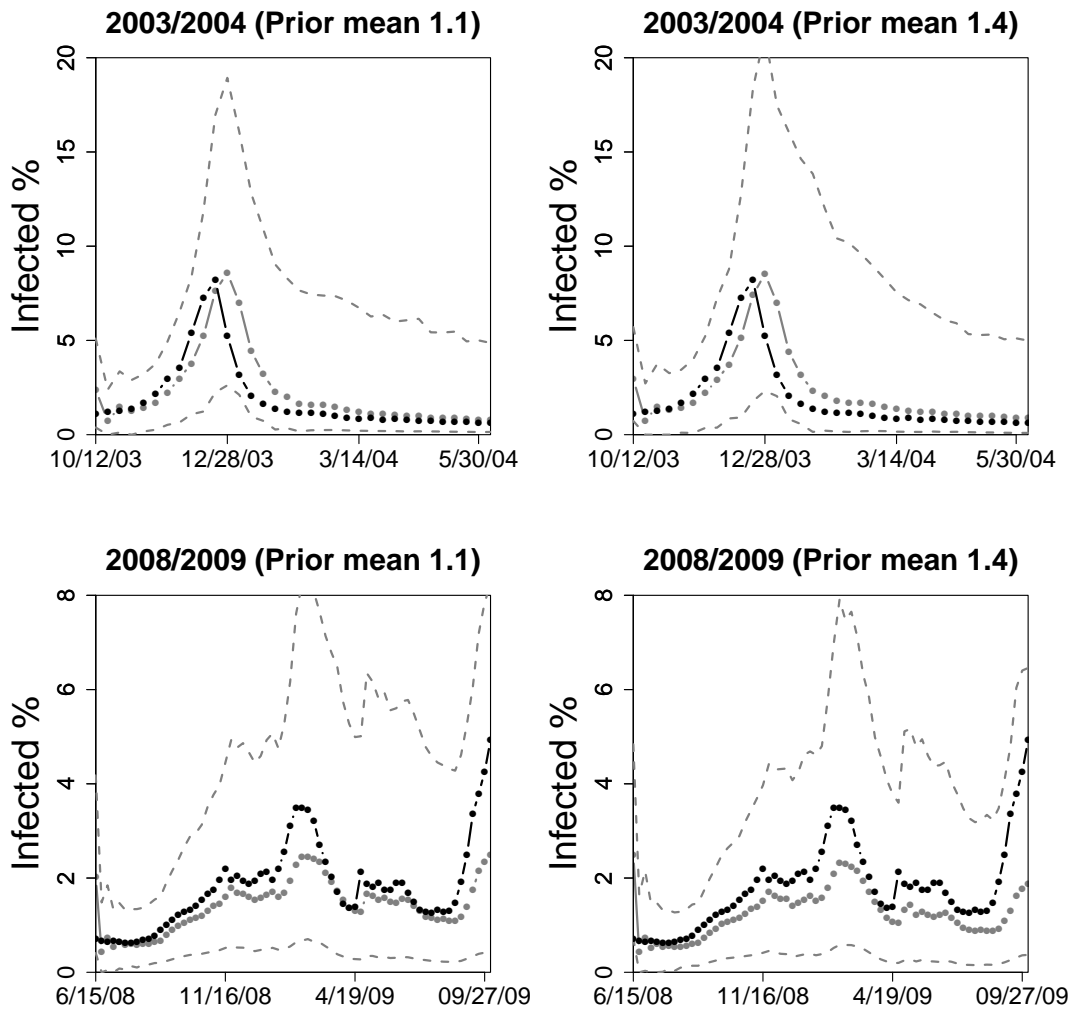 2003/2004 (Prior mean 1.1)
Infected %
20
15
10
5
0
10/12/03 12/28/03 3/14/04 5/30/04
2003/2004 (Prior mean 1.4)
Infected %
20
15
10
5
0
10/12/03 12/28/03 3/14/04 5/30/04
2008/2009 (Prior mean 1.1)
Infected %
8
6
4
2
0
6/15/08 11/16/08 4/19/09 09/27/09
2008/2009 (Prior mean 1.4)
Infected %
8
6
4
2
0
6/15/08 11/16/08 4/19/09 09/27/09